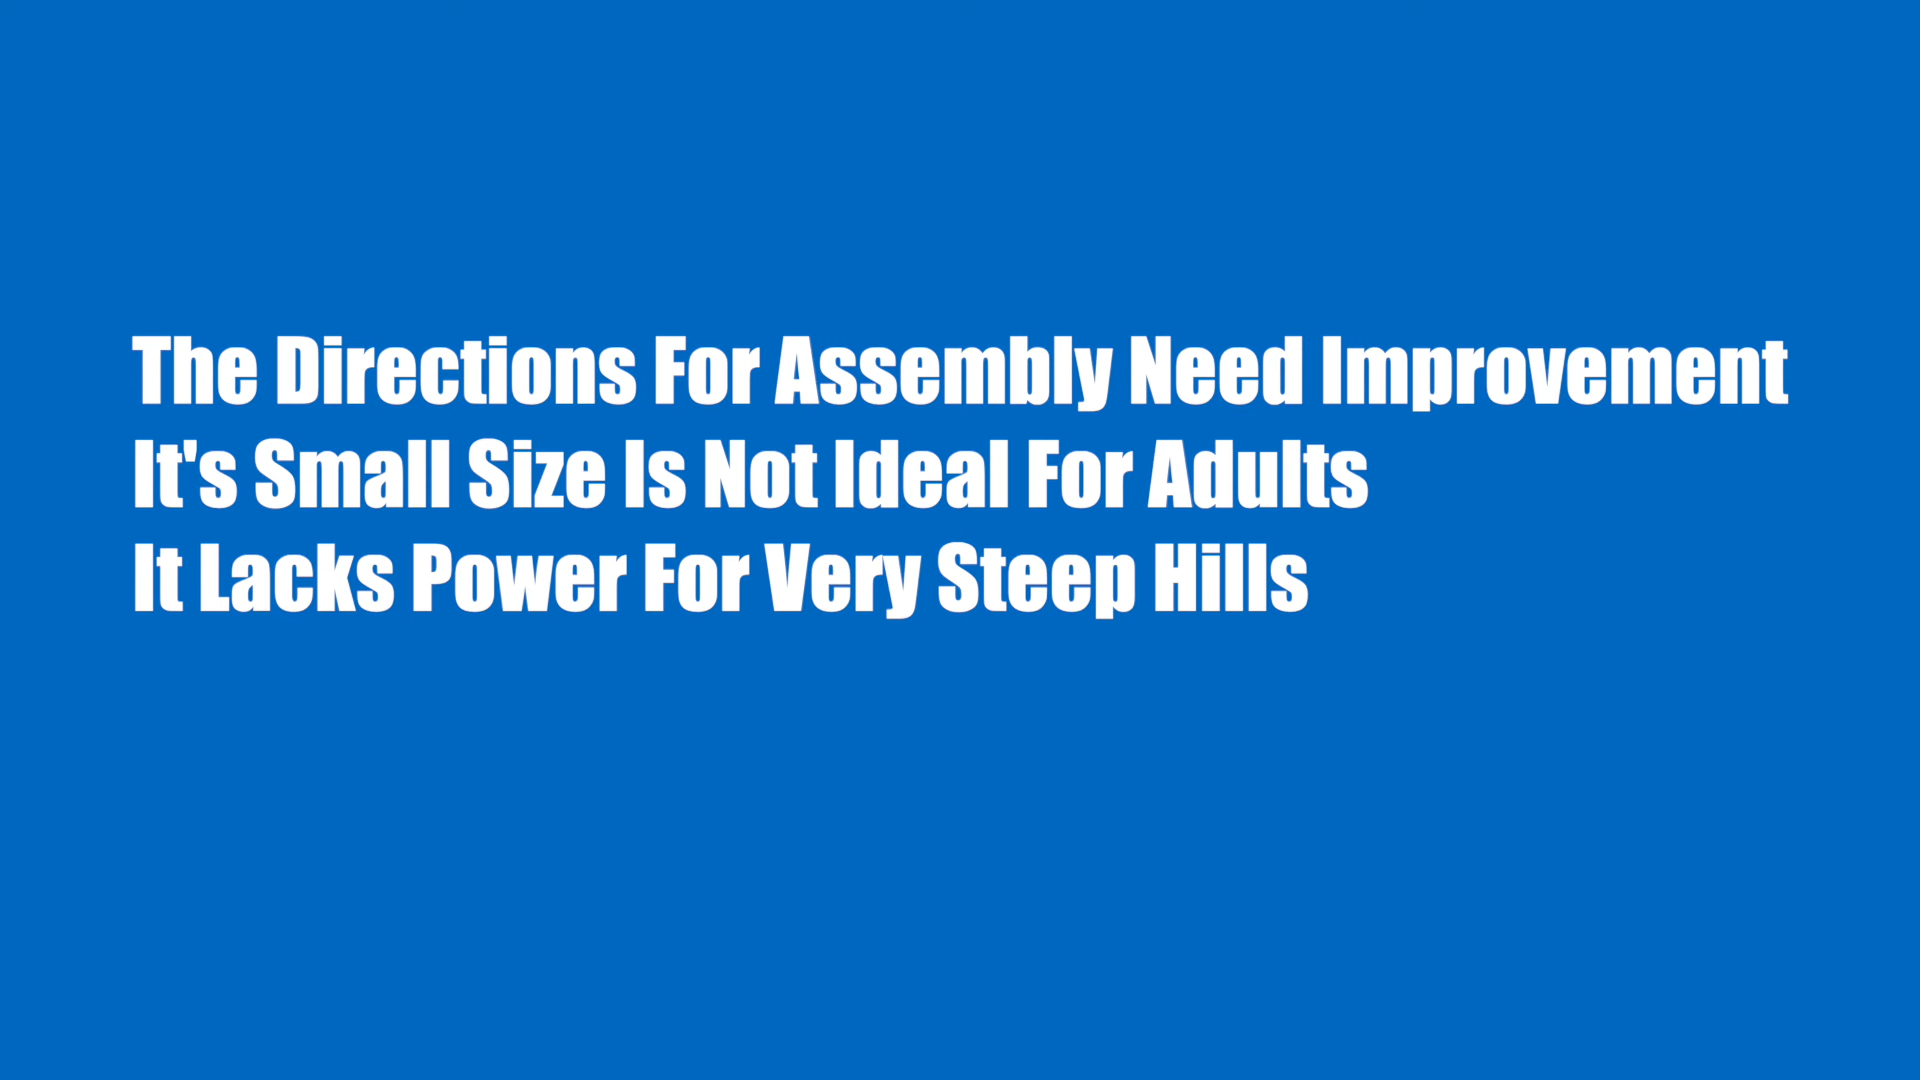 The Directions For Assembly Need Improvement
It's Small Size Is Not Ideal For Adults
It Lacks Power For Very Steep Hills